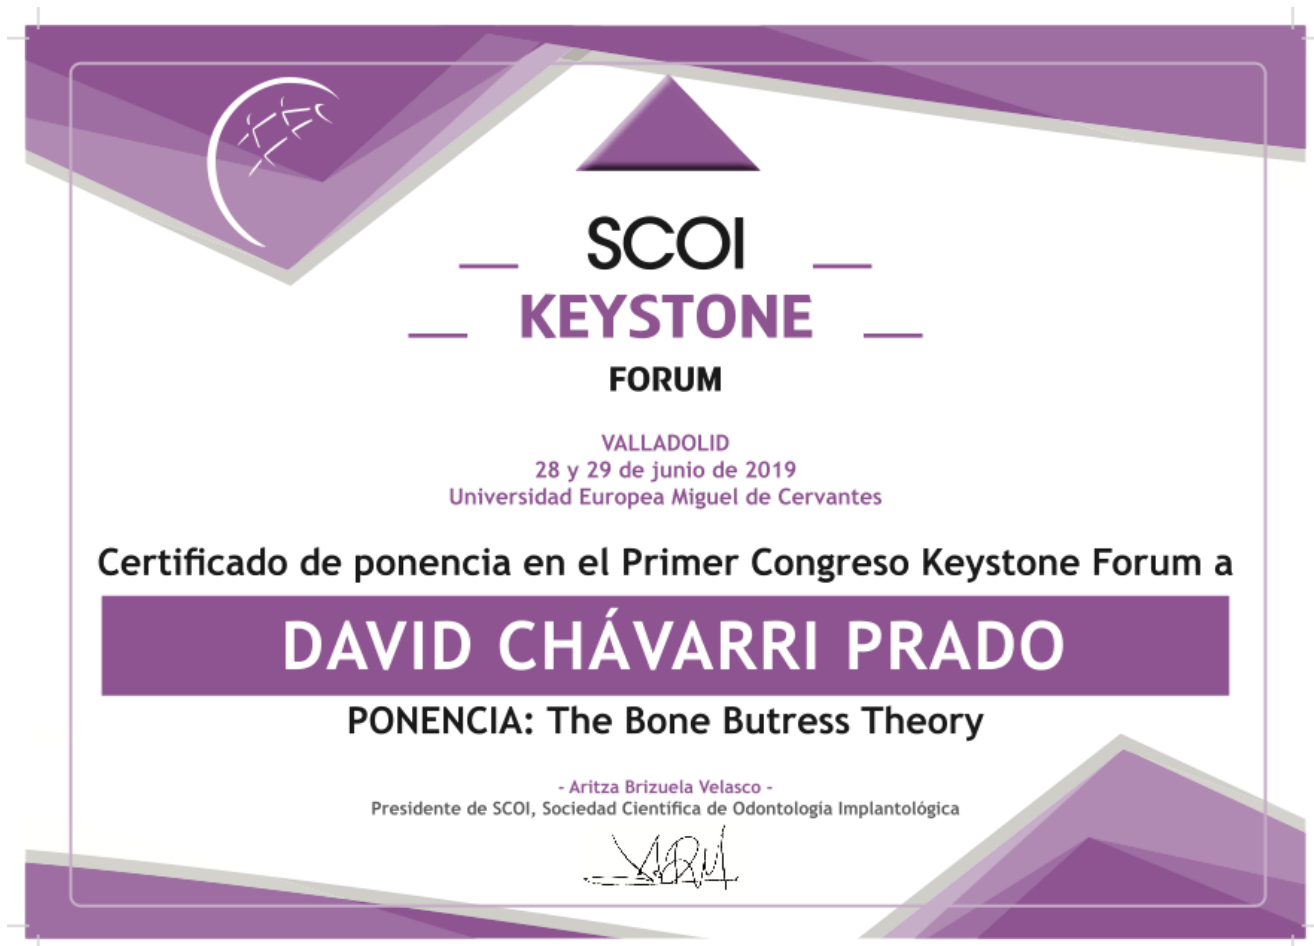 SCOI
KEYSTONE
FORUM
VALLADOLID
28 y 29 de junio de 2019
Universidad Europea Miguel de Cervantes
Certificado de ponencia en el Primer Congreso Keystone Forum a
DAVID CHÁVARRI PRADO
PONENCIA: The Bone Butress Theory
- Aritza Brizuela Velasco -
Presidente de SCOI, Sociedad Científica de Odontología Implantológica